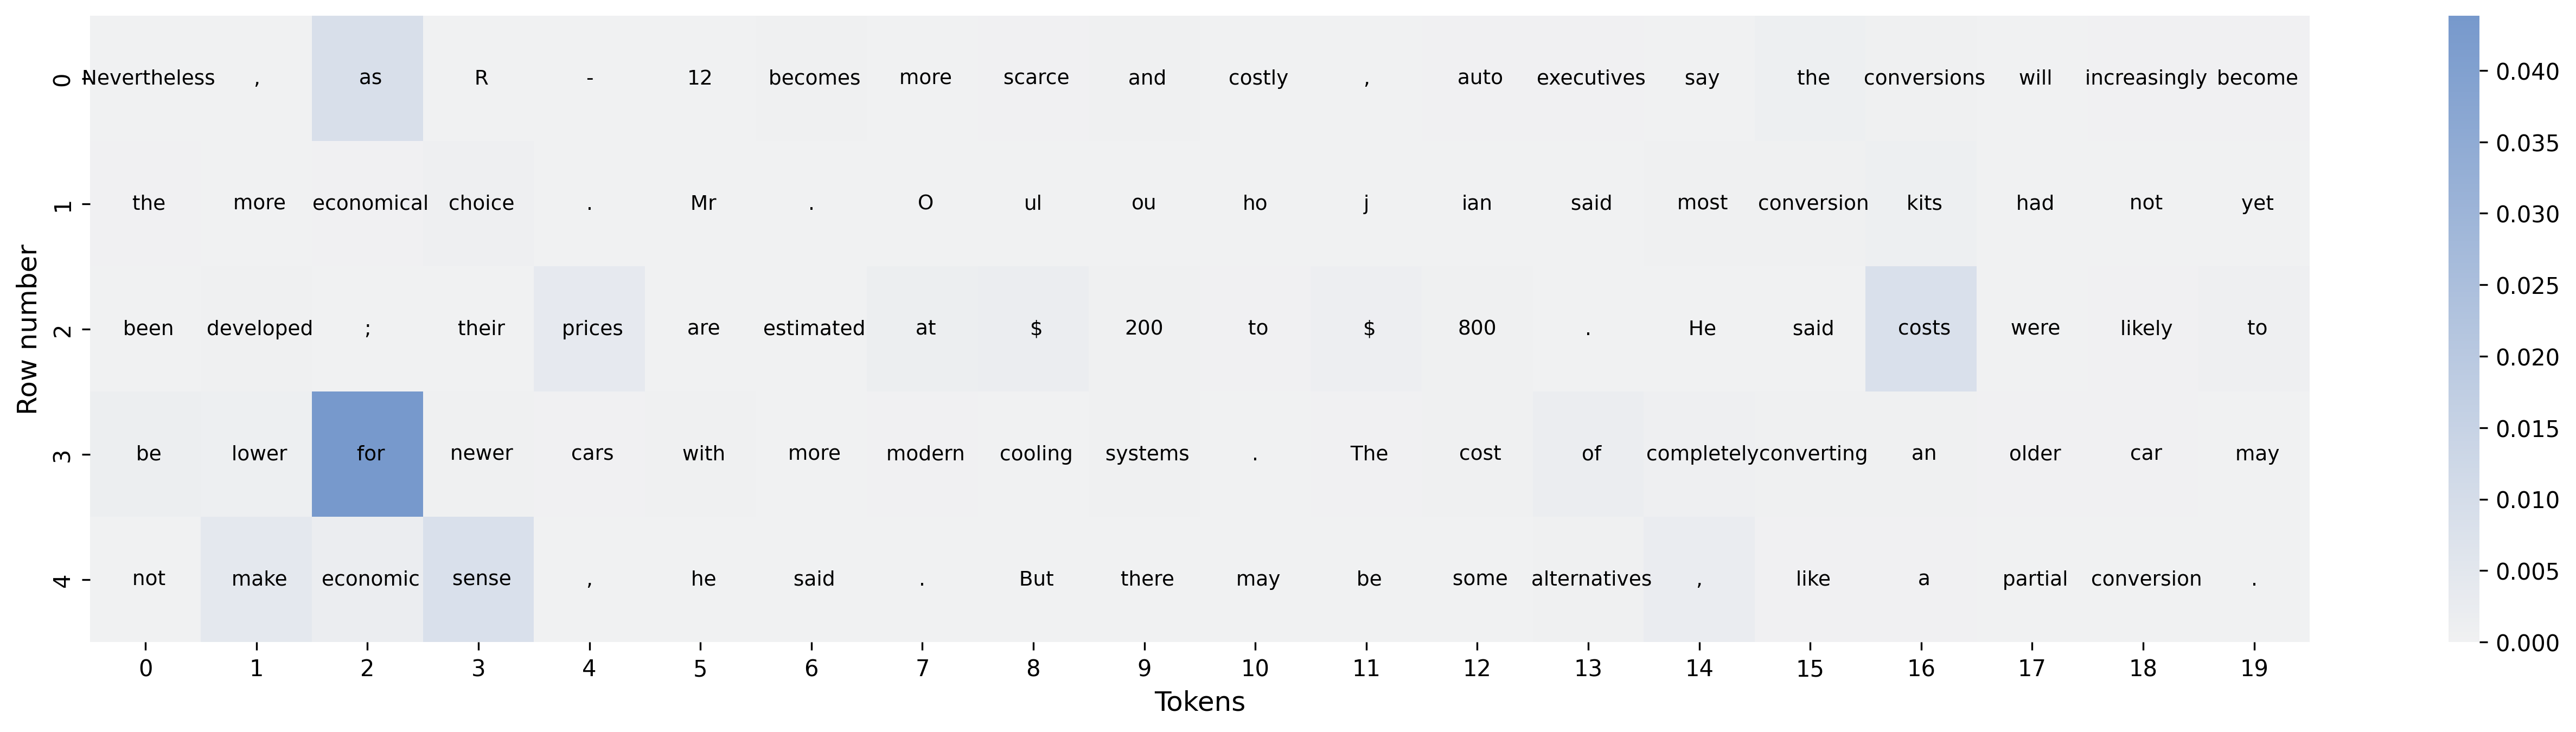 0 Nevertheless , as R - 12 becomes more scarce and costly , auto executives say the conversions will increasingly become
1 the more economical choice . Mr . O ul ou ho j ian said most conversion kits had not yet
2 been developed ; their prices are estimated at $ 200 to $ 800 . He said costs were likely to
3 be lower for newer cars with more modern cooling systems . The cost of completely converting an older car may
4 not make economic sense , he said . But there may be some alternatives , like a partial conversion .
0 1 2 3 4 5 6 7 8 9 10 11 12 13 14 15 16 17 18 19
Tokens
Row number
0.040
0.035
0.030
0.025
0.020
0.015
0.010
0.005
0.000